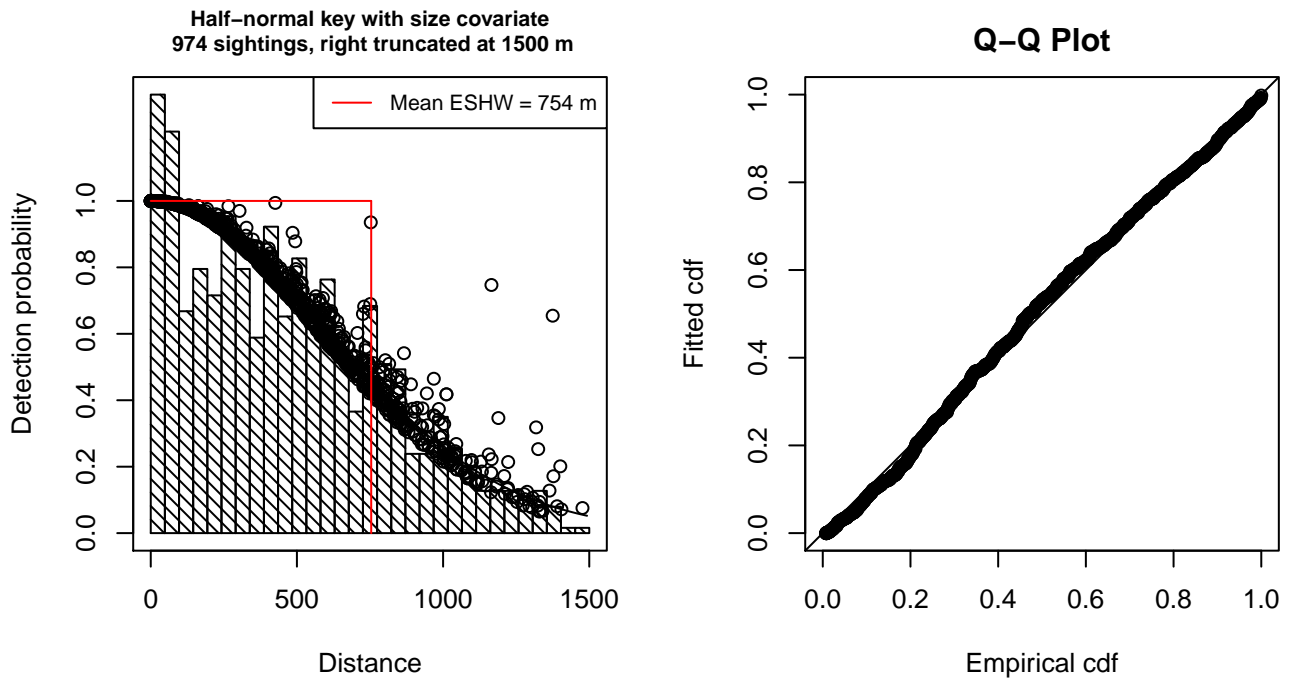 Half−normal key with size covariate
974 sightings, right truncated at 1500 m
Mean ESHW = 754 m
Detection probability
1.0
0.8
0.6
0.4
0.2
0.0
0 500 1000 1500
Distance
Q−Q Plot
Fitted cdf
1.0
0.8
0.6
0.4
0.2
0.0
0.0 0.2 0.4 0.6 0.8 1.0
Empirical cdf